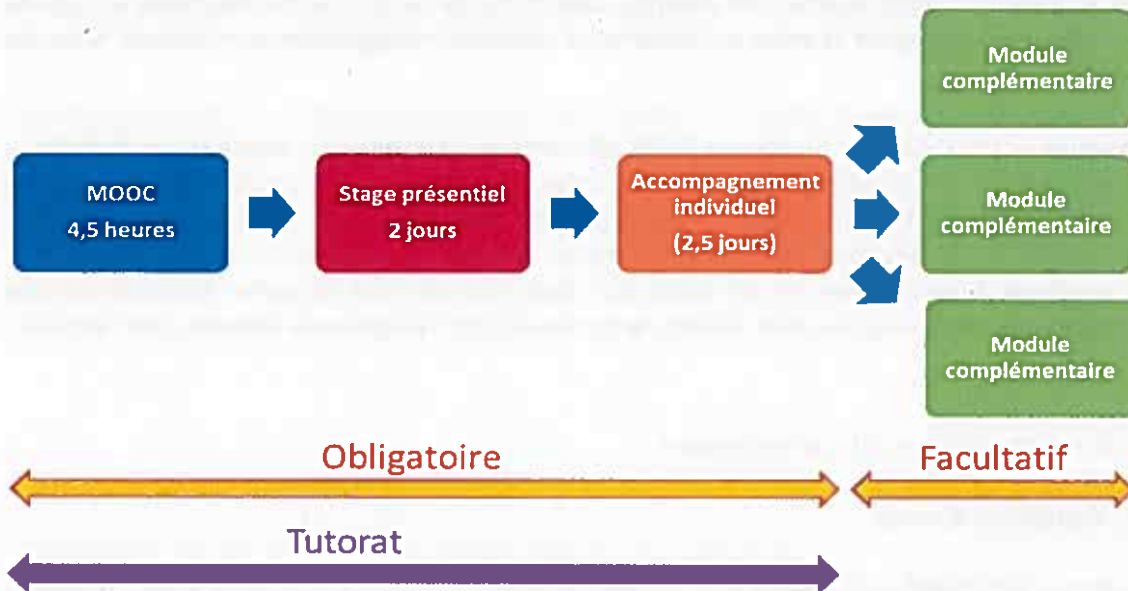 Module
complémentaire
MOOC
4,5 heures
Stage présentiel
2 jours
Accompagnement
individuel
(2,5 jours)
Module
complémentaire
Module
complémentaire
Obligatoire
Facultatif
Tutorat